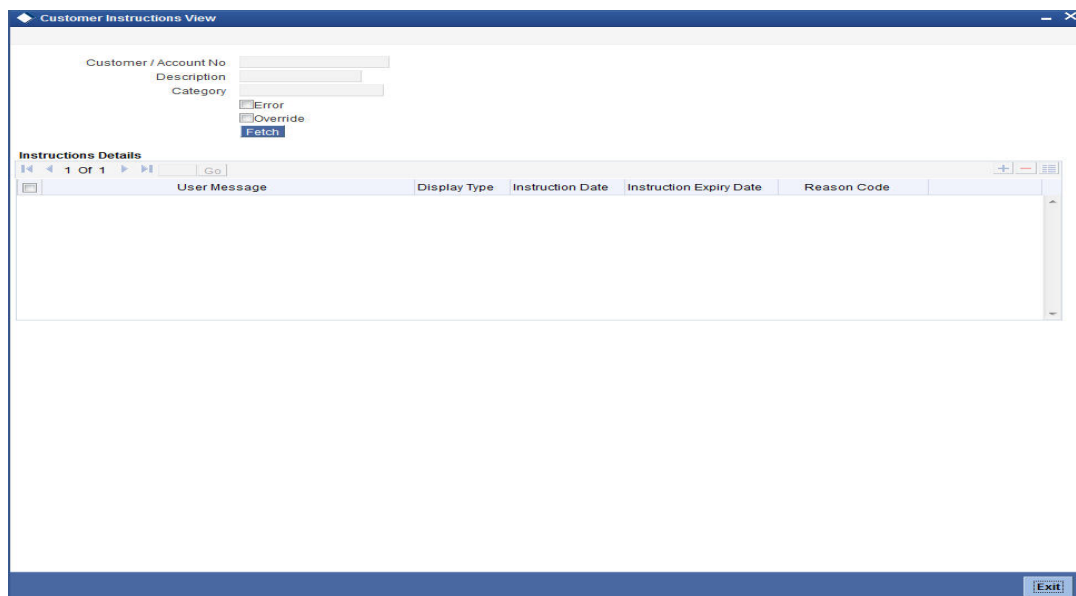 Customer Instructions View
Customer / Account No
Description
Category
Error
Override
Fetch
Instructions Details
1 Of 1 Go
User Message Display Type Instruction Date Instruction Expiry Date Reason Code
Exit